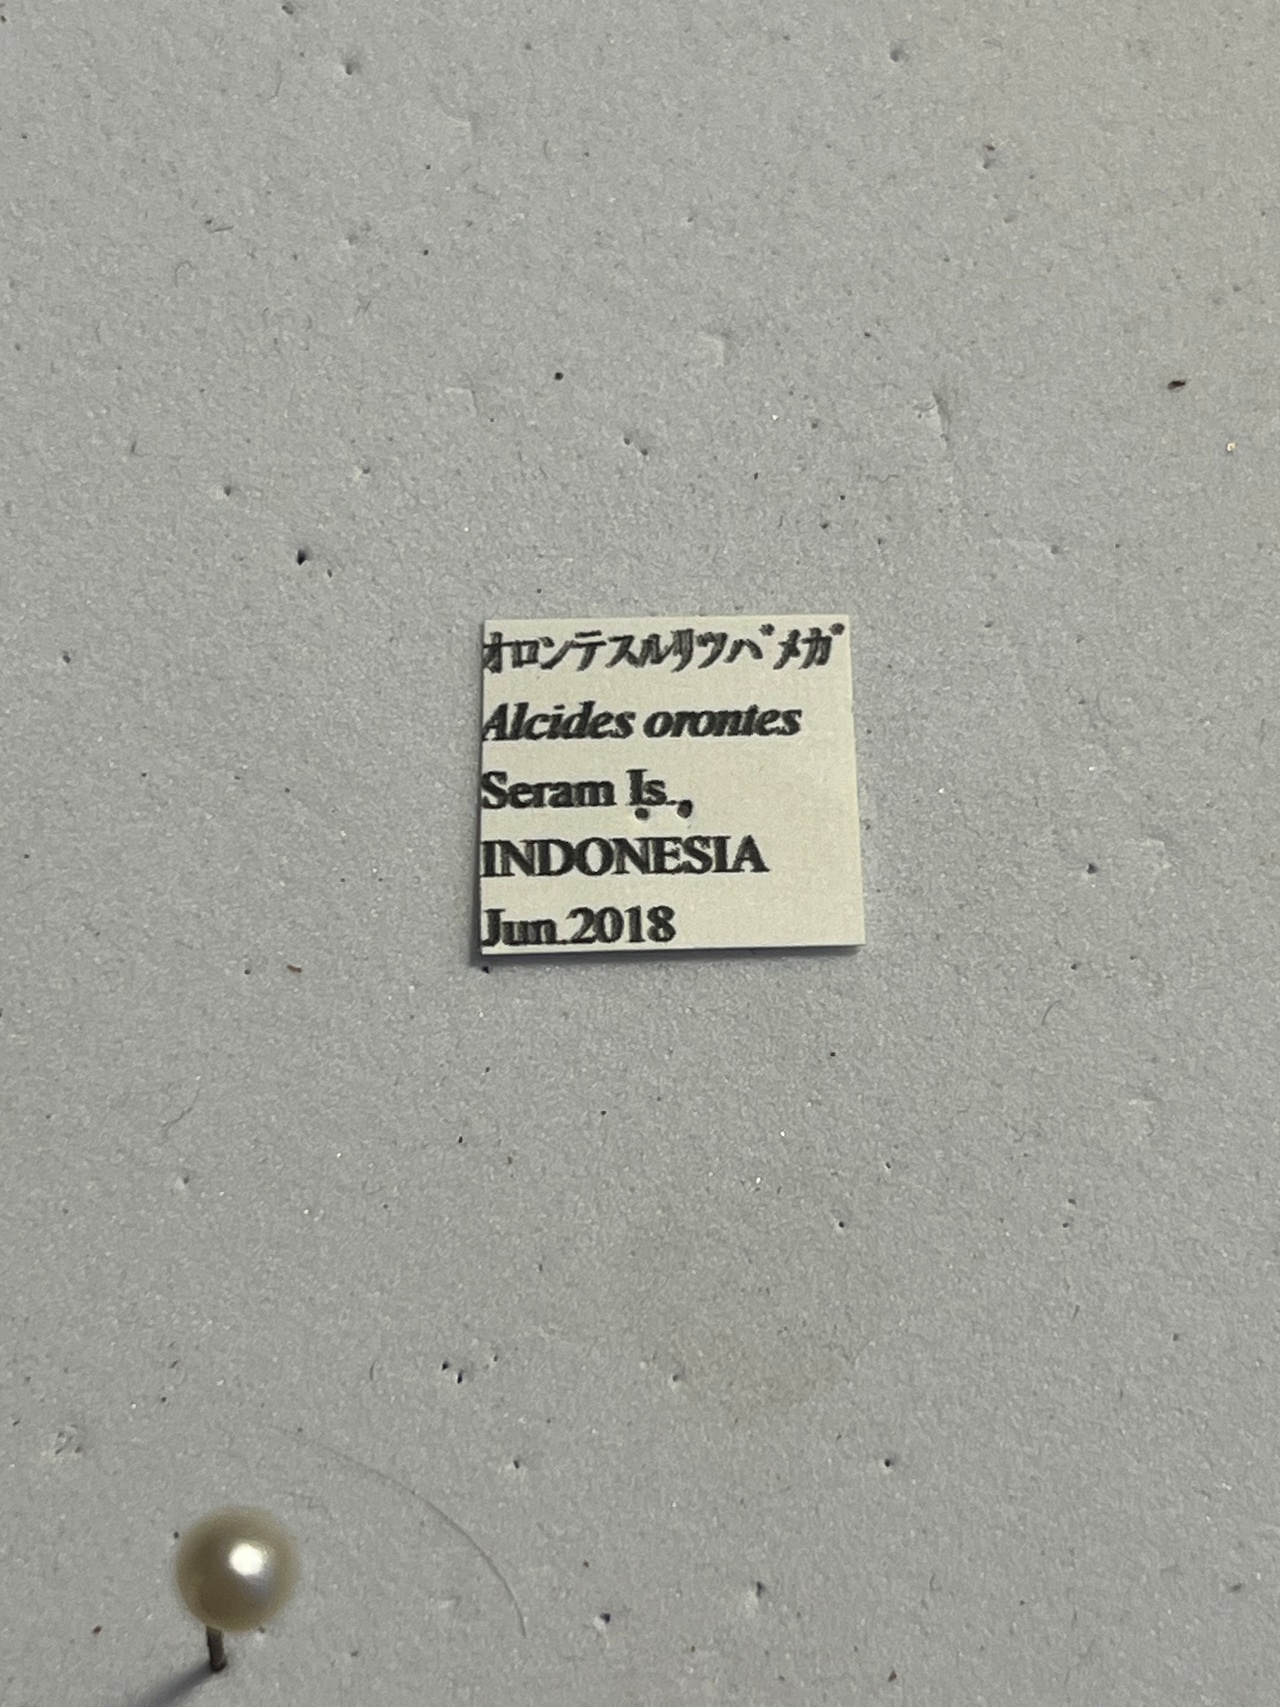 オロンテスルリツバメガ
Alcides orontes
Seram Is.,
INDONESIA
Jun.2018